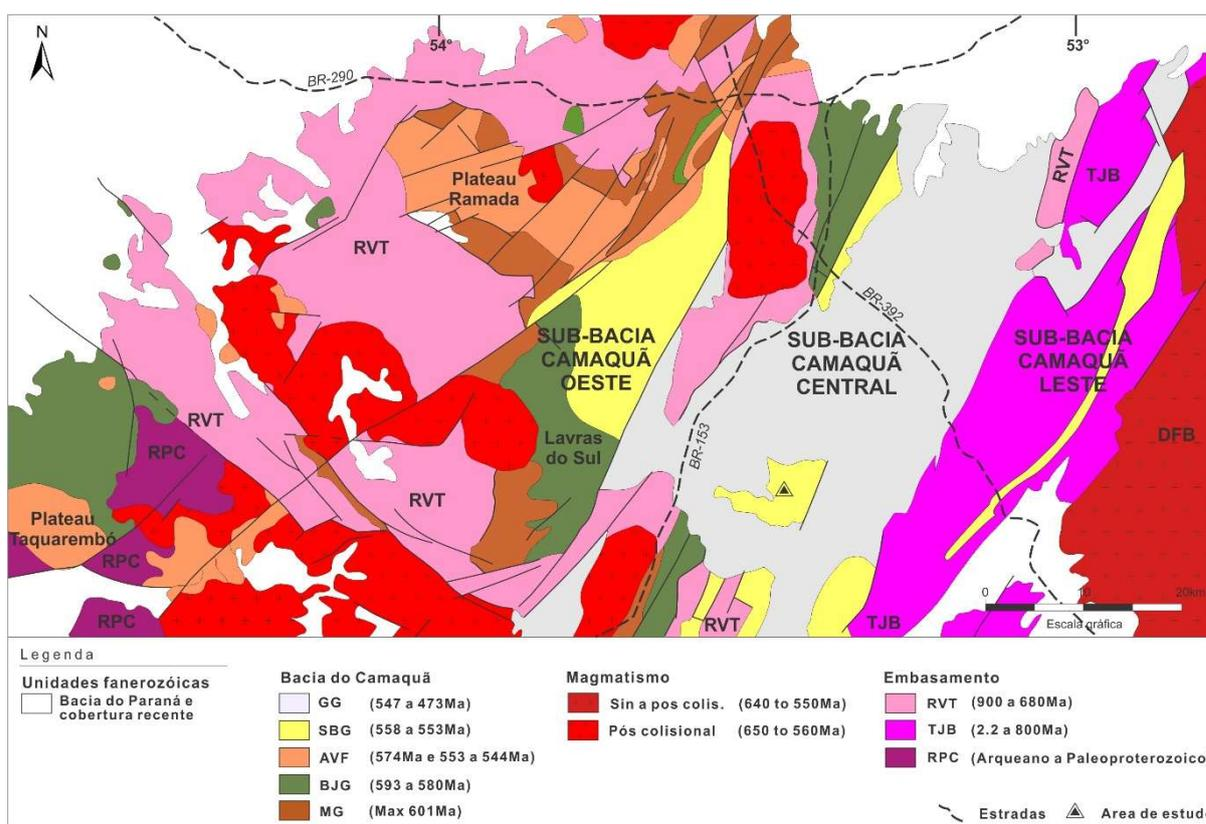 N
54°
53°
BR-290
Plateau
Ramada
RVT
TJB
RVT
BR-392
SUB-BACIA
CAMAQUÃ
OESTE
SUB-BACIA
CAMAQUÃ
CENTRAL
SUB-BACIA
CAMAQUÃ
LESTE
RVT
RPC
Lavras
do Sul
BR-153
DFB
RVT
Plateau
Taquarembó
RPC
RPC
RVT
TJB
0 10 20km
Escala gráfica
Legenda
Unidades fanerozóicas
Bacia do Paraná e
cobertura recente
Bacia do Camaquã
GG (547 a 473Ma)
SBG (558 a 553Ma)
AVF (574Ma e 553 a 544Ma)
BJG (593 a 580Ma)
MG (Max 601Ma)
Magmatismo
Sin a pos colis. (640 to 550Ma)
Pós colisional (650 to 560Ma)
Embasamento
RVT (900 a 680Ma)
TJB (2.2 a 800Ma)
RPC (Arqueano a Paleoproterozoico
Estradas Area de estud